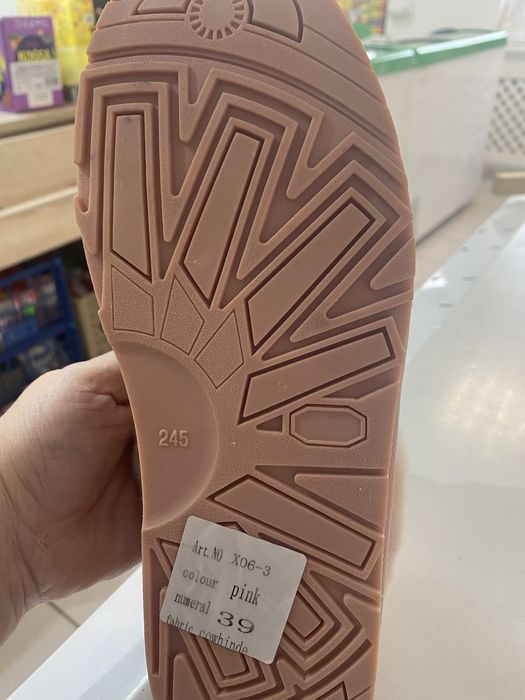 245
Art.NO X06-3
colour pink
numeral 39
fabric cowhinde